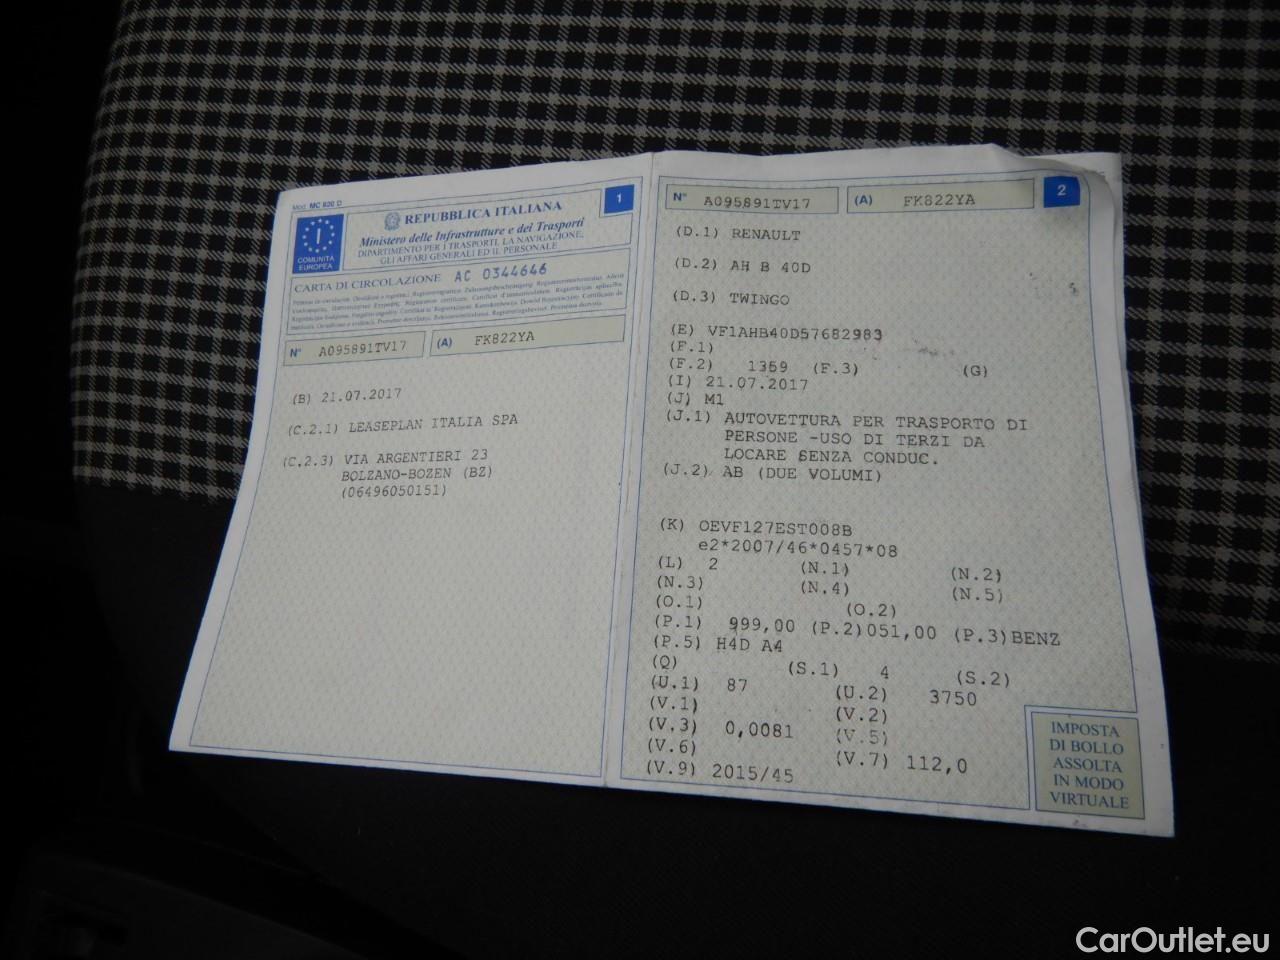 Mod. MC 820 D
1
COMUNITÀ
EUROPEA
REPUBBLICA ITALIANA
Ministero delle Infrastrutture e dei Trasporti
DIPARTIMENTO PER I TRASPORTI, LA NAVIGAZIONE,
GLI AFFARI GENERALI ED IL PERSONALE
CARTA DI CIRCOLAZIONE AC 0344646
N° A095891TV17 (A) FK822YA
(B) 21.07.2017
(C.2.1) LEASEPLAN ITALIA SPA
(C.2.3) VIA ARGENTIERI 23
BOLZANO-BOZEN (BZ)
(06496050151)
N° A095891TV17 (A) FK822YA 2
(D.1) RENAULT
(D.2) AH B 40D
(D.3) TWINGO
(E) VF1AHB40D57682983
(F.1)
(F.2) 1359 (F.3) (G)
(I) 21.07.2017
(J) M1
(J.1) AUTOVETTURA PER TRASPORTO DI
PERSONE -USO DI TERZI DA
LOCARE SENZA CONDUC.
(J.2) AB (DUE VOLUMI)
(K) OEVF127EST008B
e2*2007/46*0457*08
(L) 2 (N.1) (N.2)
(N.3) (N.4) (N.5)
(O.1) (O.2)
(P.1) 999,00 (P.2)051,00 (P.3)BENZ
(P.5) H4D A4
(Q) (S.1) 4 (S.2)
(U.1) 87 (U.2) 3750
(V.1) (V.2)
(V.3) 0,0081 (V.5)
(V.6) (V.7) 112,0
(V.9) 2015/45
IMPOSTA
DI BOLLO
ASSOLTA
IN MODO
VIRTUALE
CarOutlet.eu